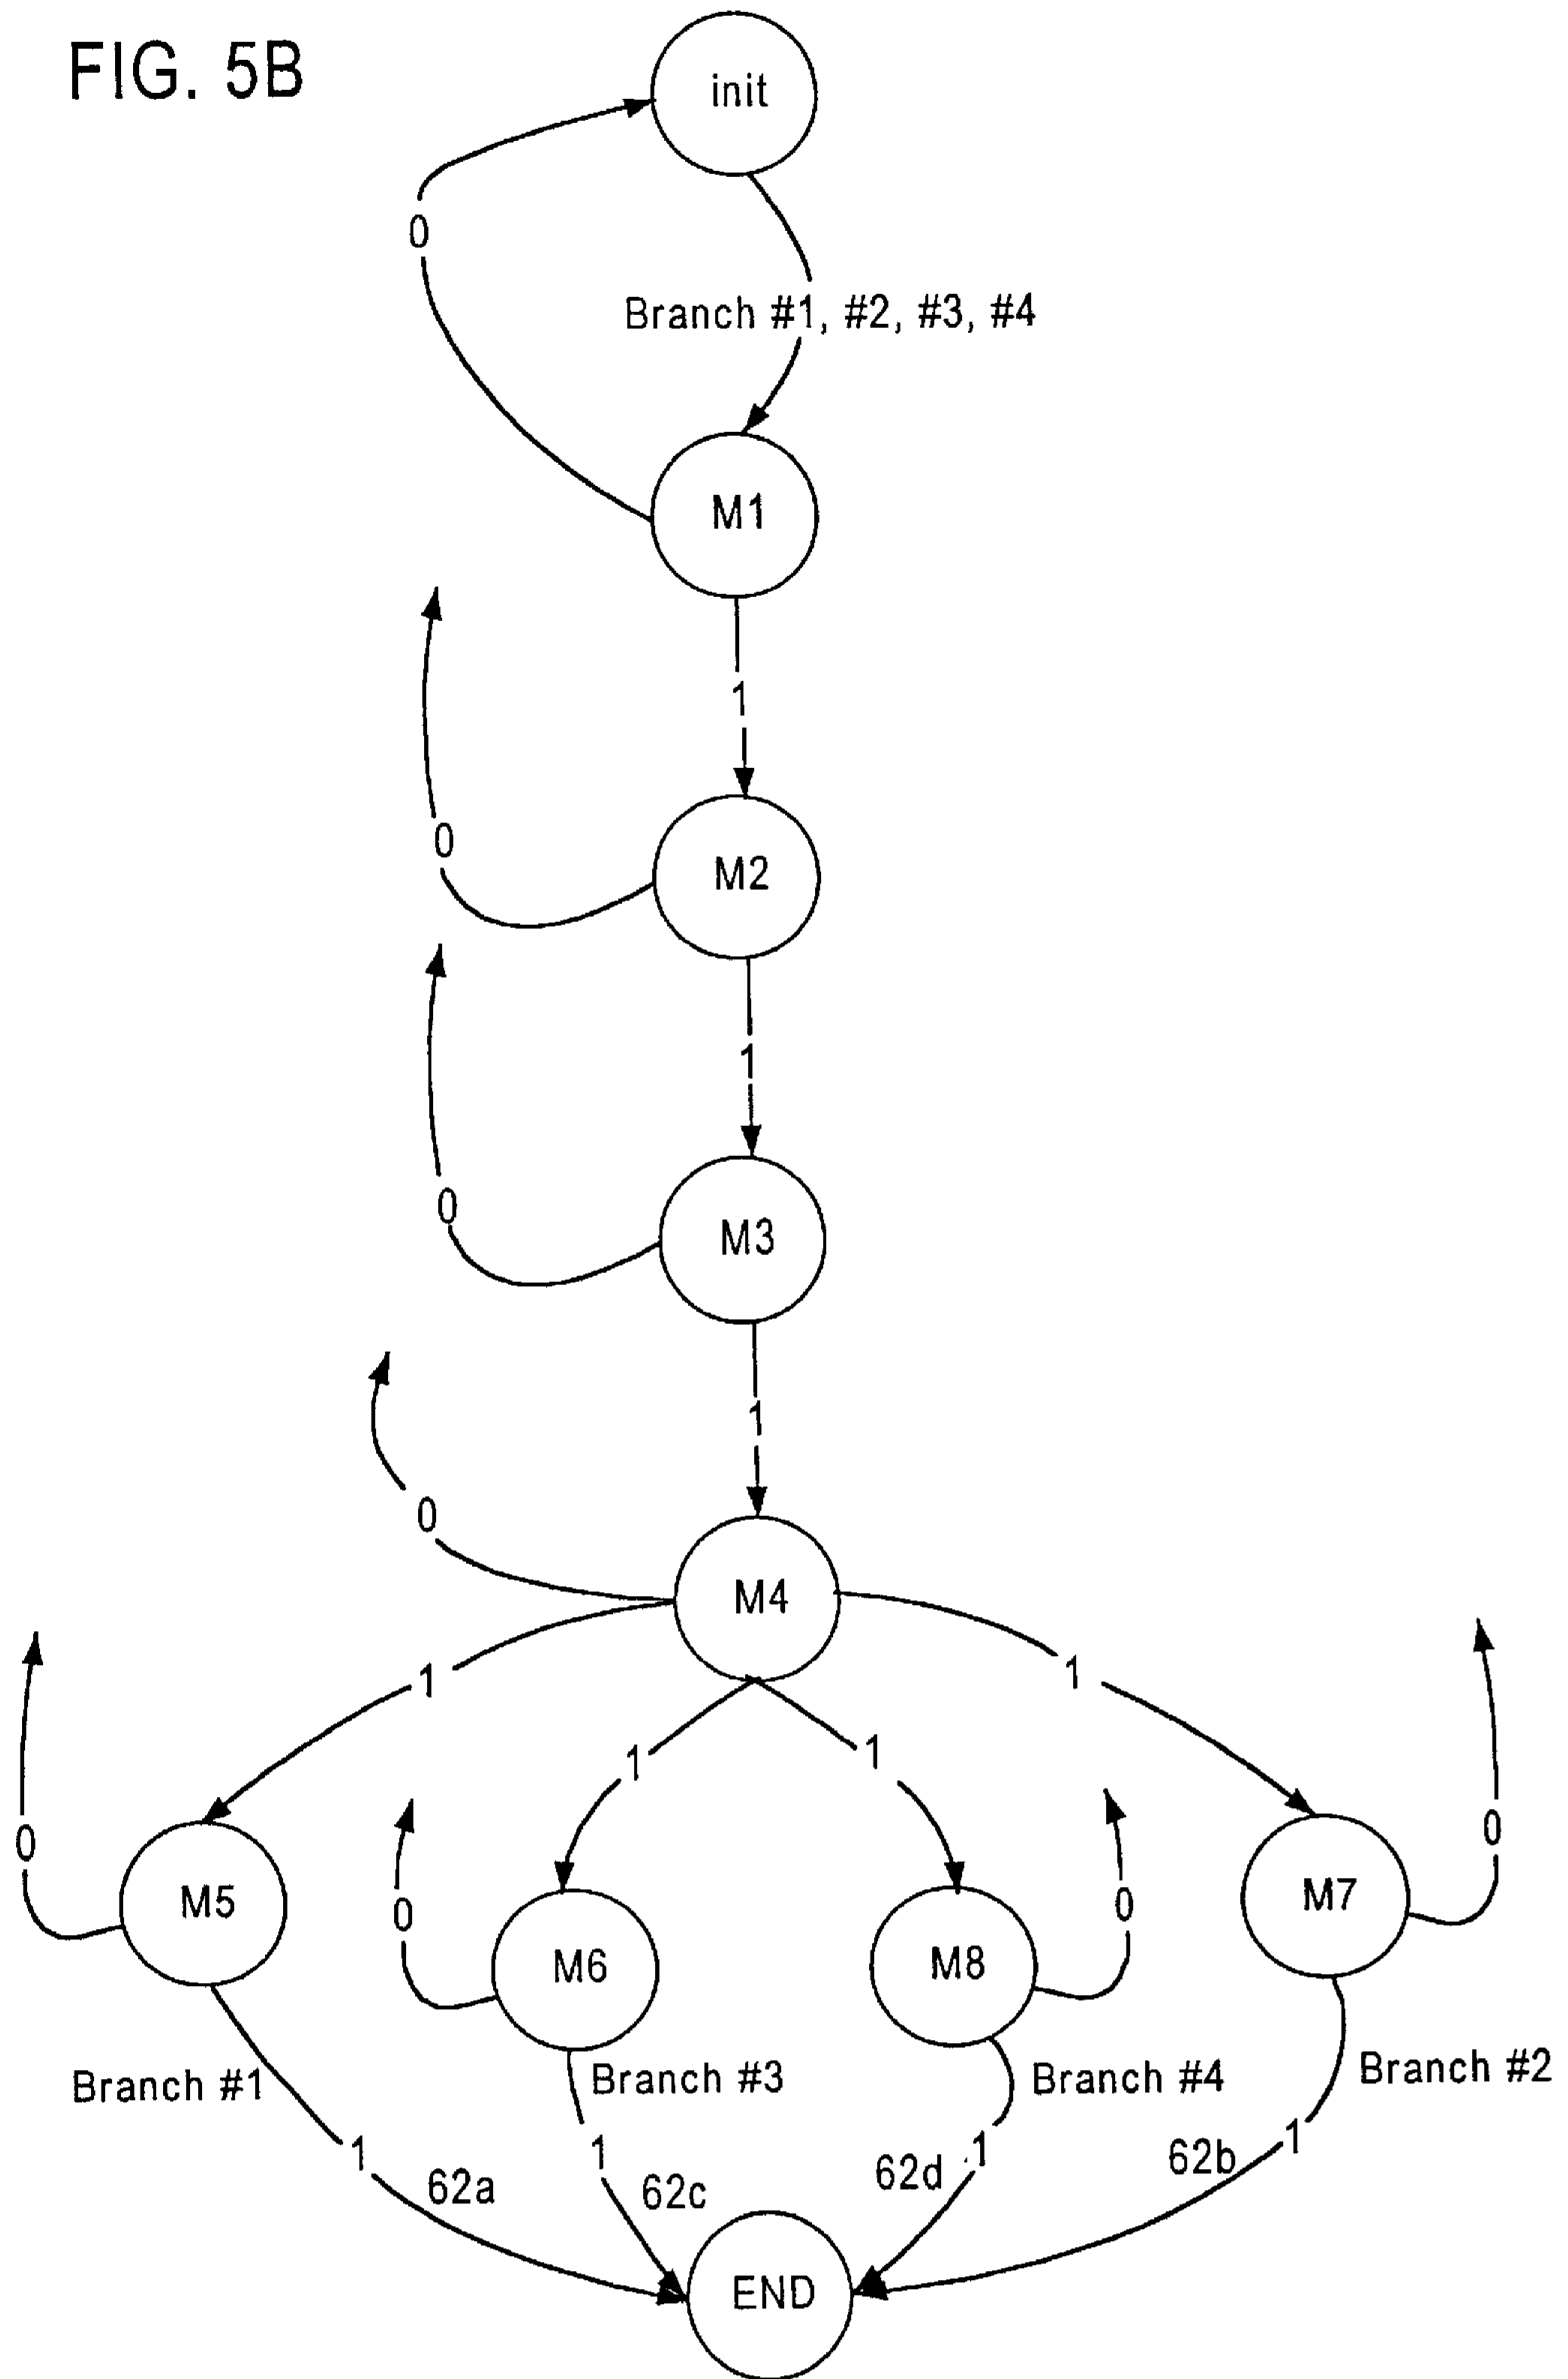 FIG. 5B
init
0
Branch #1, #2, #3, #4
M1
1
0
M2
1
0
M3
1
0
M4
1
1
1
1
0
0
0
0
M5
M6
M8
M7
Branch #1
Branch #3
Branch #4
Branch #2
1
1
1
1
62a
62c
62d
62b
END